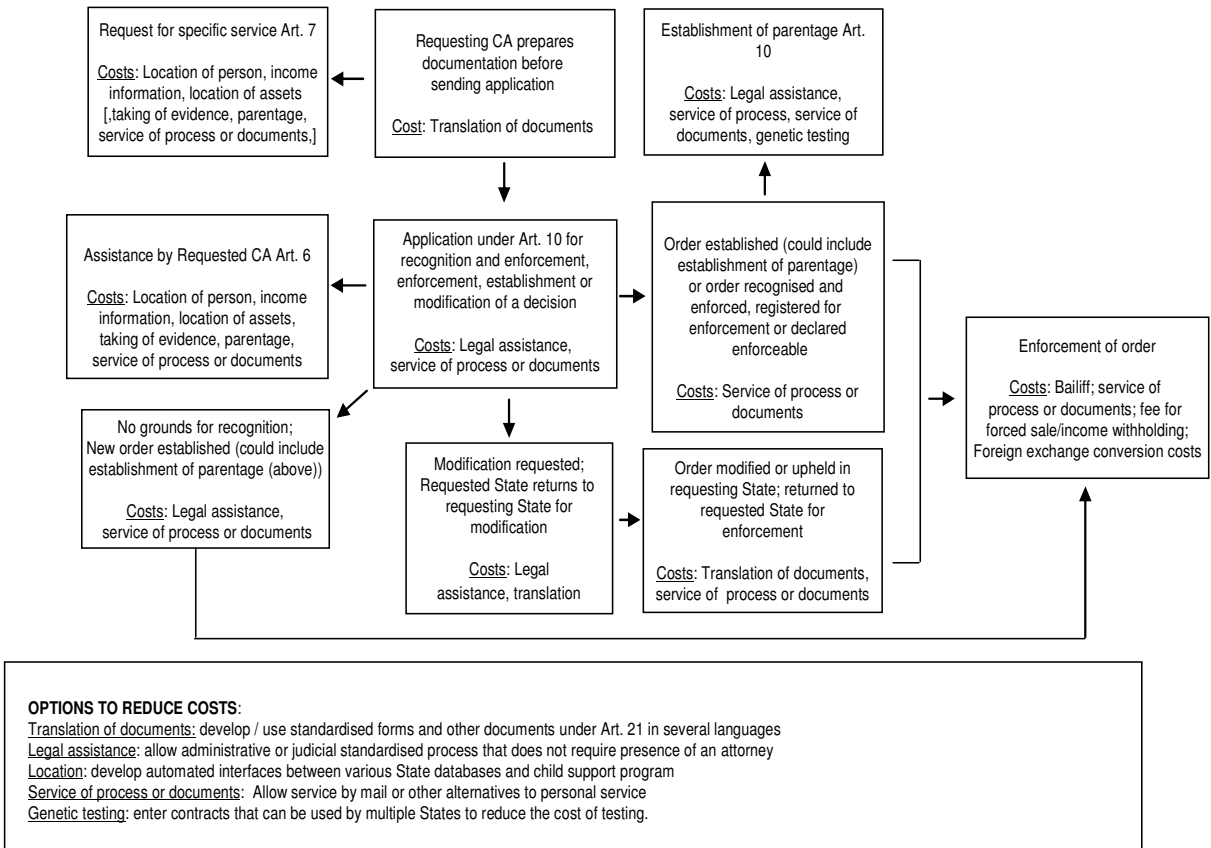 Request for specific service Art. 7
Costs: Location of person, income
information, location of assets
[,taking of evidence, parentage,
service of process or documents,]
Requesting CA prepares
documentation before
sending application
Cost: Translation of documents
Establishment of parentage Art.
10
Costs: Legal assistance,
service of process, service of
documents, genetic testing
Assistance by Requested CA Art. 6
Costs: Location of person, income
information, location of assets,
taking of evidence, parentage,
service of process or documents
Application under Art. 10 for
recognition and enforcement,
enforcement, establishment or
modification of a decision
Costs: Legal assistance,
service of process or documents
Order established (could include
establishment of parentage)
or order recognised and
enforced, registered for
enforcement or declared
enforceable
Costs: Service of process or
documents
Enforcement of order
Costs: Bailiff; service of
process or documents; fee for
forced sale/income withholding;
Foreign exchange conversion costs
No grounds for recognition;
New order established (could include
establishment of parentage (above))
Costs: Legal assistance,
service of process or documents
Modification requested;
Requested State returns to
requesting State for
modification
Costs: Legal
assistance, translation
Order modified or upheld in
requesting State; returned to
requested State for
enforcement
Costs: Translation of documents,
service of process or documents
OPTIONS TO REDUCE COSTS:
Translation of documents: develop / use standardised forms and other documents under Art. 21 in several languages
Legal assistance: allow administrative or judicial standardised process that does not require presence of an attorney
Location: develop automated interfaces between various State databases and child support program
Service of process or documents: Allow service by mail or other alternatives to personal service
Genetic testing: enter contracts that can be used by multiple States to reduce the cost of testing.